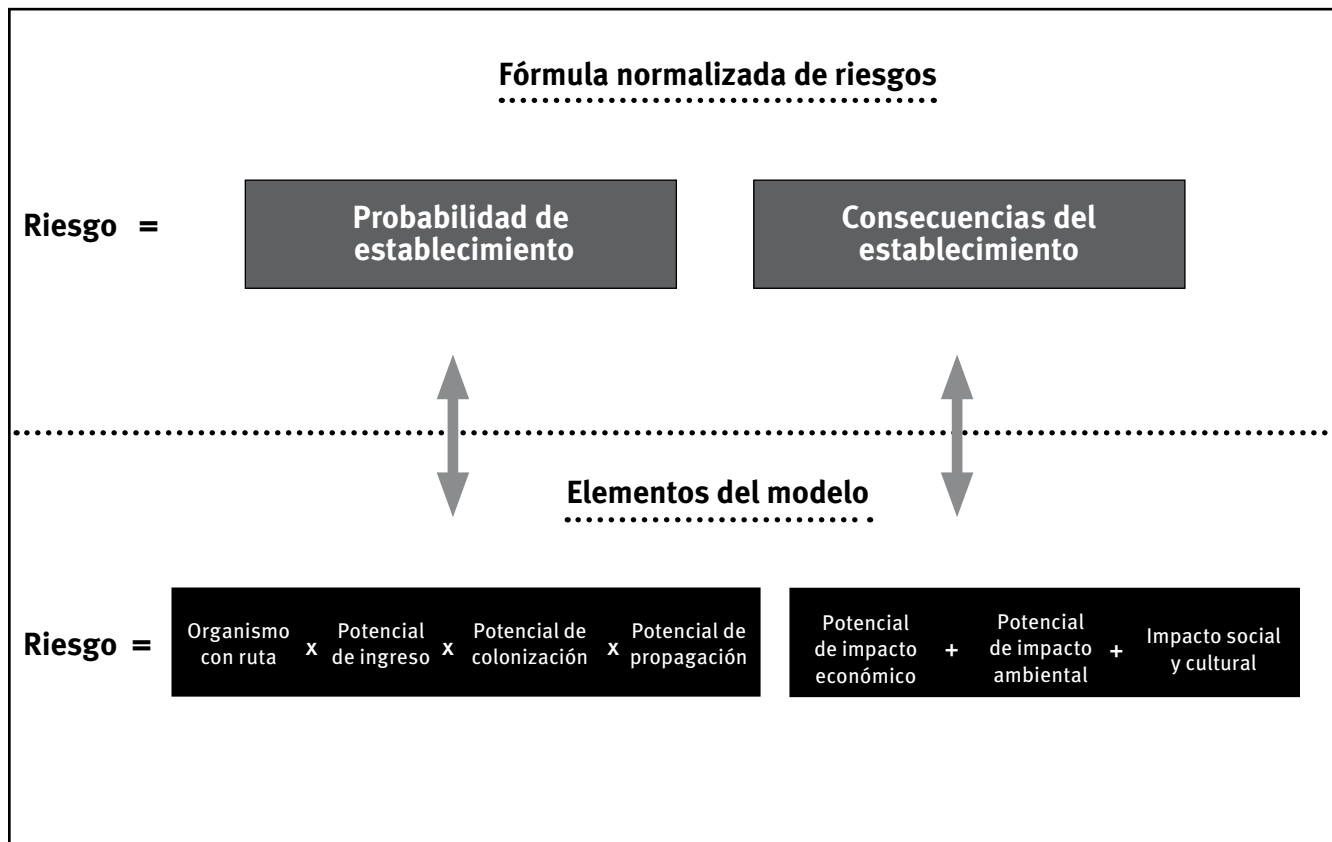 Fórmula normalizada de riesgos
Riesgo =
Probabilidad de
establecimiento
Consecuencias del
establecimiento
Elementos del modelo
Riesgo =
Organismo
con ruta
x
Potencial
de ingreso
x
Potencial de
colonización
x
Potencial de
propagación
Potencial
de impacto
económico
+
Potencial
de impacto
ambiental
+
Impacto social
y cultural